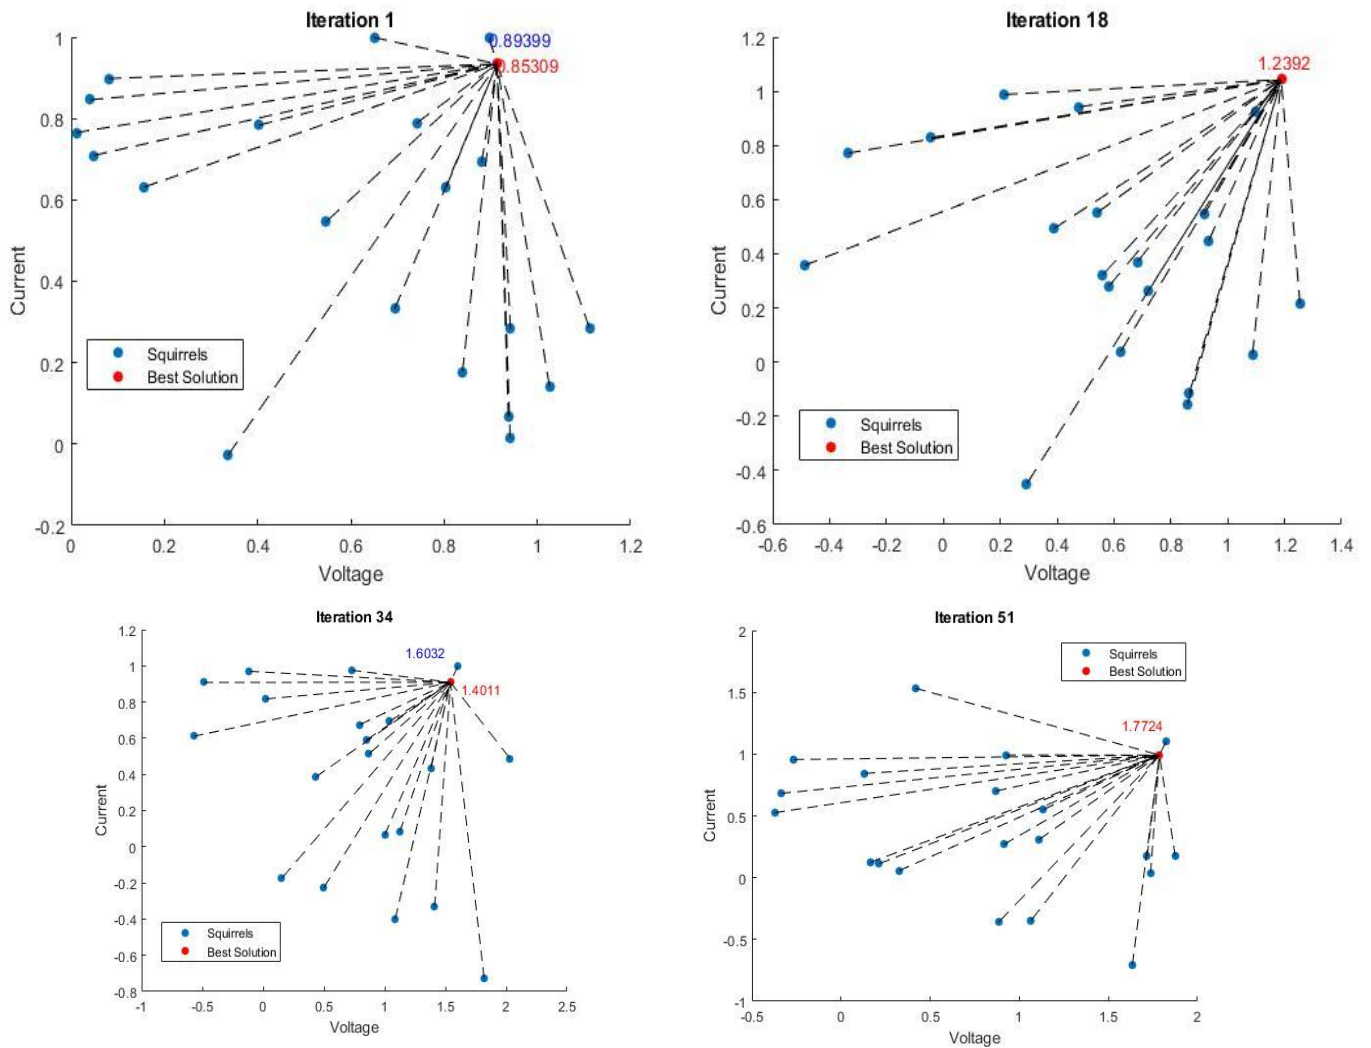 Iteration 1
0.89399
0.85309
1
0.8
0.6
0.4
0.2
0
-0.2
Current
Squirrels
Best Solution
0 0.2 0.4 0.6 0.8 1 1.2
Voltage
Iteration 18
1.2392
1.2
1
0.8
0.6
0.4
0.2
0
-0.2
-0.4
-0.6
Current
Squirrels
Best Solution
-0.6 -0.4 -0.2 0 0.2 0.4 0.6 0.8 1 1.2 1.4
Voltage
Iteration 34
1.6032
1.4011
1.2
1
0.8
0.6
0.4
0.2
0
-0.2
-0.4
-0.6
-0.8
Current
Squirrels
Best Solution
-1 -0.5 0 0.5 1 1.5 2 2.5
Voltage
Iteration 51
Squirrels
Best Solution
1.7724
2
1.5
1
0.5
0
-0.5
-1
Current
-0.5 0 0.5 1 1.5 2
Voltage